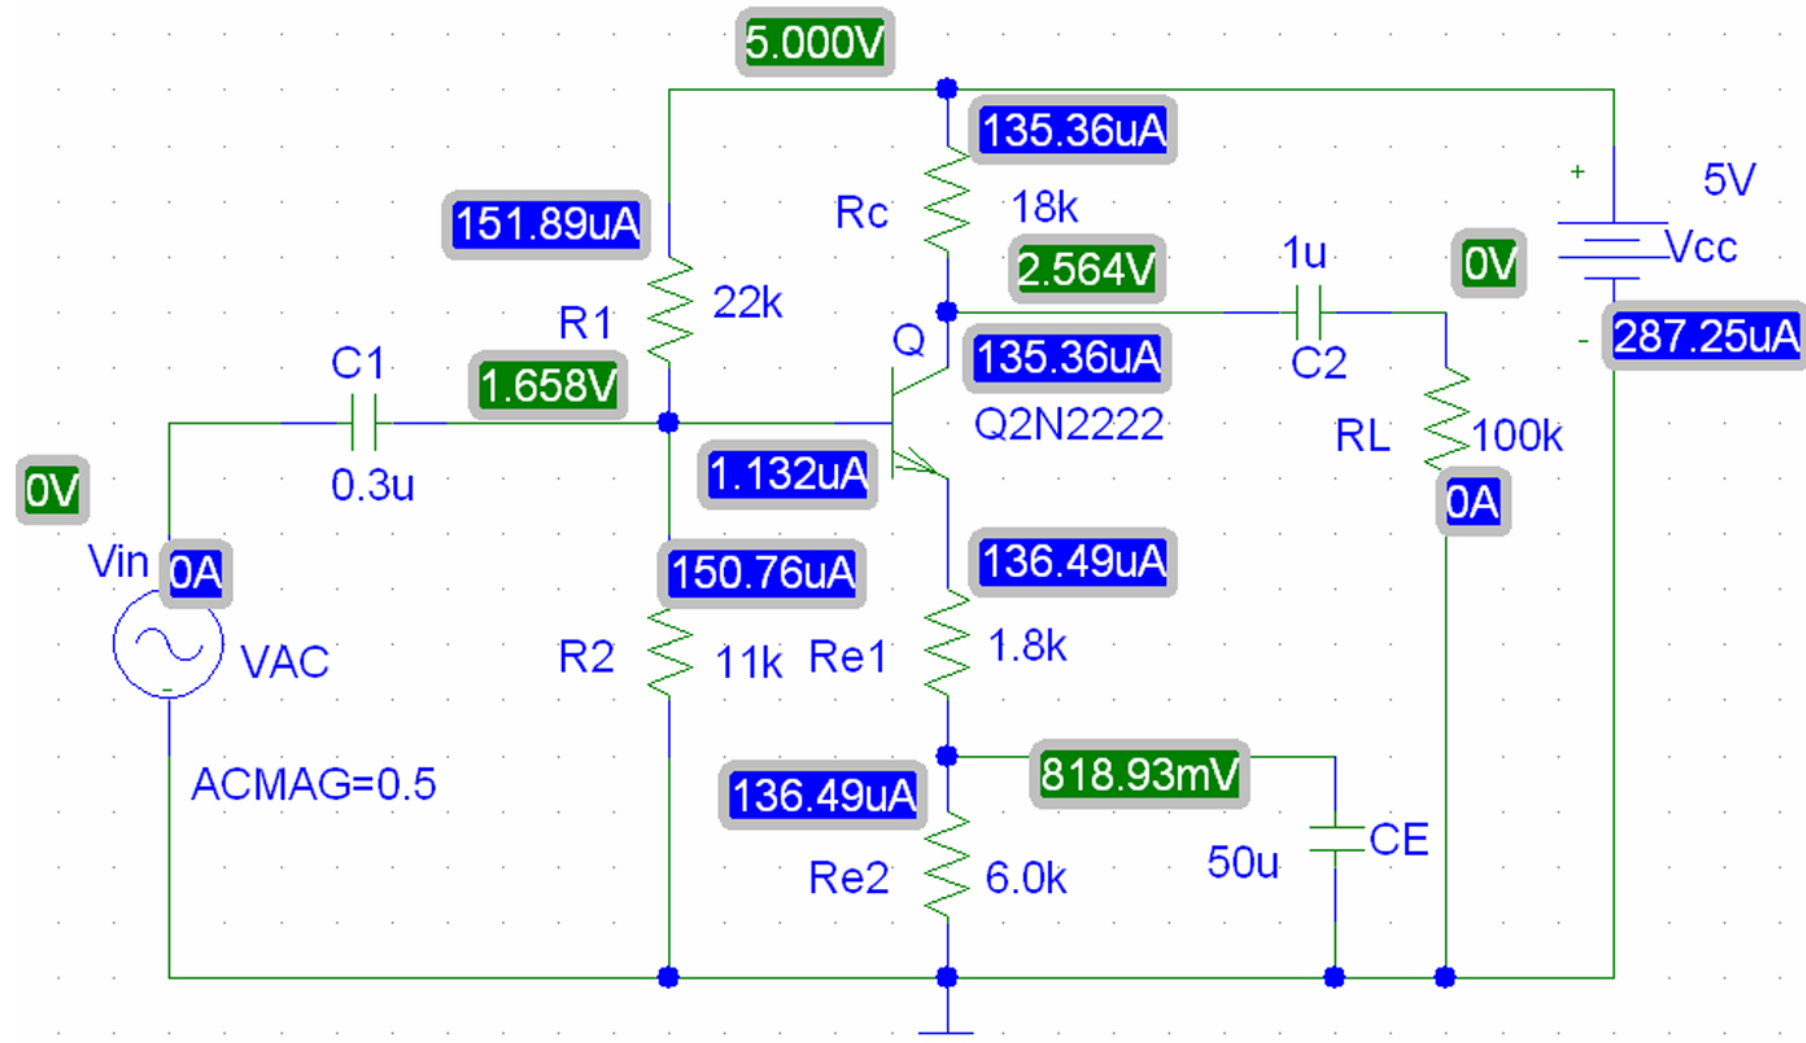 5.000V
135.36uA
5V
+
151.89uA
Rc
18k
2.564V
1u
0V
Vcc
R1
22k
Q
-
287.25uA
C1
1.658V
135.36uA
C2
Q2N2222
RL
100k
0V
0.3u
1.132uA
0A
Vin
0A
150.76uA
136.49uA
-
VAC
R2
11k
Re1
1.8k
ACMAG=0.5
136.49uA
818.93mV
CE
50u
Re2
6.0k